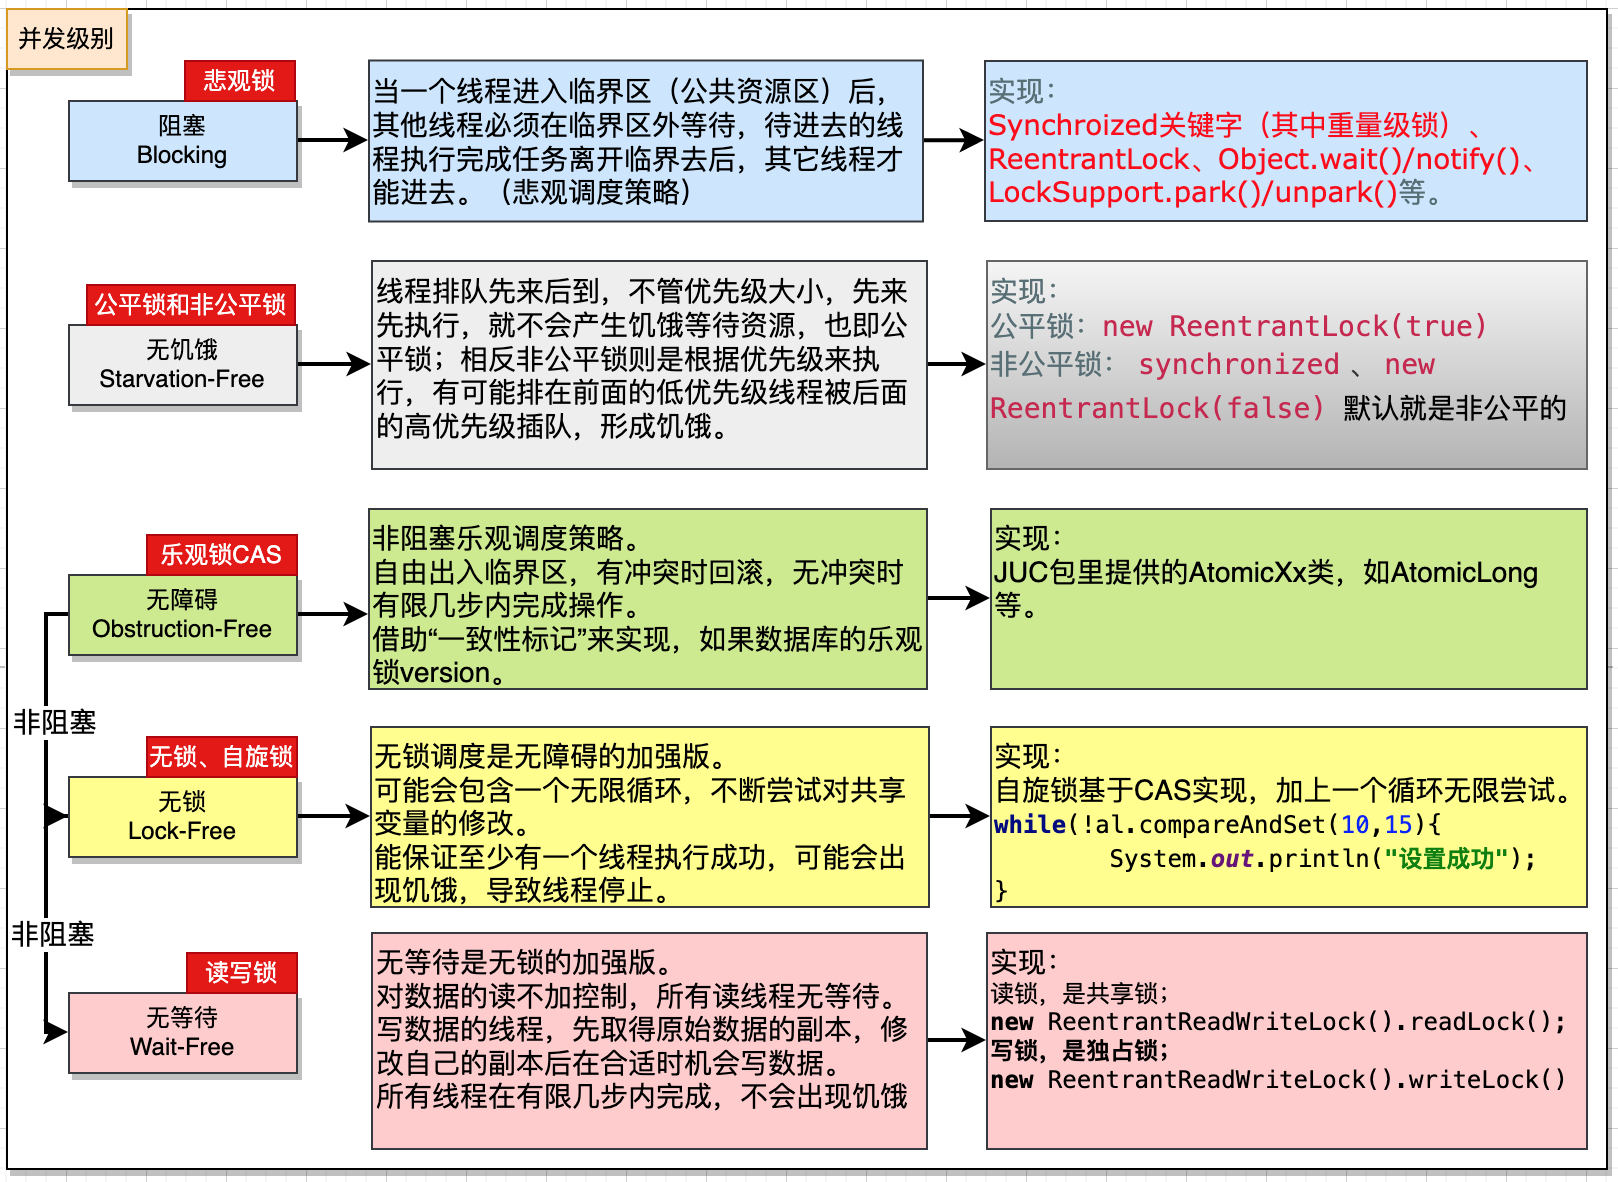 并发级别
悲观锁
阻塞
Blocking
当一个线程进入临界区（公共资源区）后，
其他线程必须在临界区外等待，待进去的线
程执行完成任务离开临界去后，其它线程才
能进去。（悲观调度策略）
实现：
Synchroized关键字（其中重量级锁）、
ReentrantLock、Object.wait()/notify()、
LockSupport.park()/unpark()等。
公平锁和非公平锁
无饥饿
Starvation-Free
线程排队先来后到，不管优先级大小，先来
先执行，就不会产生饥饿等待资源，也即公
平锁；相反非公平锁则是根据优先级来执
行，有可能排在前面的低优先级线程被后面
的高优先级插队，形成饥饿。
实现：
公平锁：new ReentrantLock(true)
非公平锁： synchronized 、new
ReentrantLock(false) 默认就是非公平的
乐观锁CAS
无障碍
Obstruction-Free
非阻塞乐观调度策略。
自由出入临界区，有冲突时回滚，无冲突时
有限几步内完成操作。
借助“一致性标记”来实现，如果数据库的乐观
锁version。
实现：
JUC包里提供的AtomicXx类，如AtomicLong
等。
非阻塞
无锁、自旋锁
无锁
Lock-Free
无锁调度是无障碍的加强版。
可能会包含一个无限循环，不断尝试对共享
变量的修改。
能保证至少有一个线程执行成功，可能会出
现饥饿，导致线程停止。
实现：
自旋锁基于CAS实现，加上一个循环无限尝试。
while(!al.compareAndSet(10,15){
System.out.println("设置成功");
}
非阻塞
读写锁
无等待
Wait-Free
无等待是无锁的加强版。
对数据的读不加控制，所有读线程无等待。
写数据的线程，先取得原始数据的副本，修
改自己的副本后在合适时机会写数据。
所有线程在有限几步内完成，不会出现饥饿
实现：
读锁，是共享锁；
new ReentrantReadWriteLock().readLock();
写锁，是独占锁；
new ReentrantReadWriteLock().writeLock()